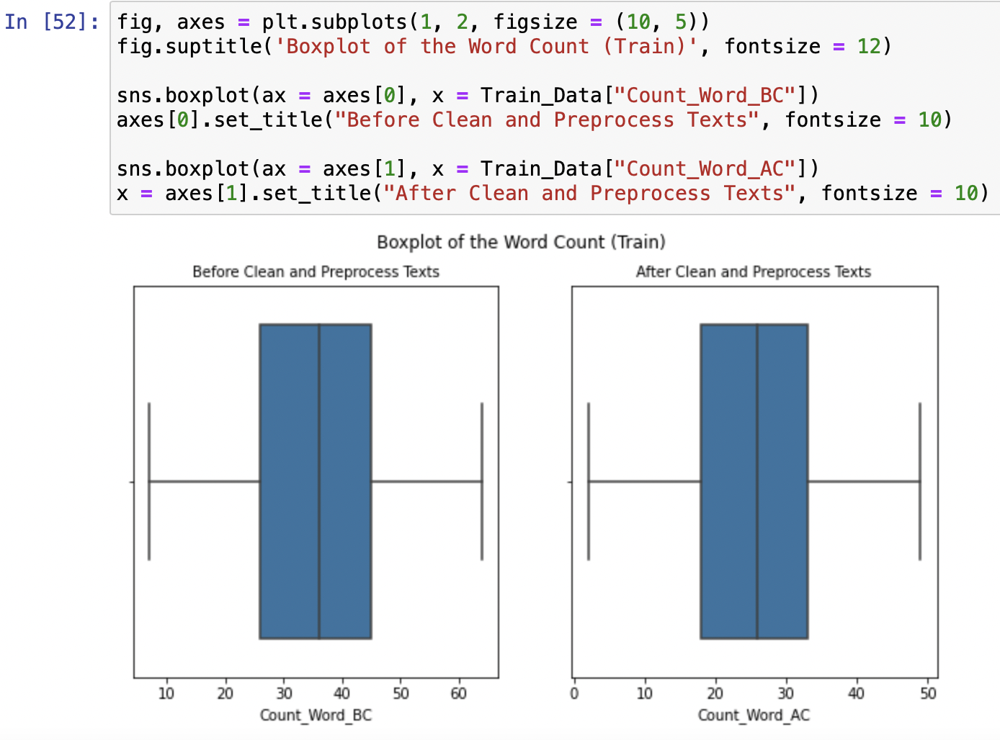 In [52]:
fig, axes = plt.subplots(1, 2, figsize = (10, 5))
fig.suptitle('Boxplot of the Word Count (Train)', fontsize = 12)
sns.boxplot(ax = axes[0], x = Train_Data["Count_Word_BC"])
axes[0].set_title("Before Clean and Preprocess Texts", fontsize = 10)
sns.boxplot(ax = axes[1], x = Train_Data["Count_Word_AC"])
x = axes[1].set_title("After Clean and Preprocess Texts", fontsize = 10)
Boxplot of the Word Count (Train)
Before Clean and Preprocess Texts
10 20 30 40 50 60
Count_Word_BC
After Clean and Preprocess Texts
0 10 20 30 40 50
Count_Word_AC